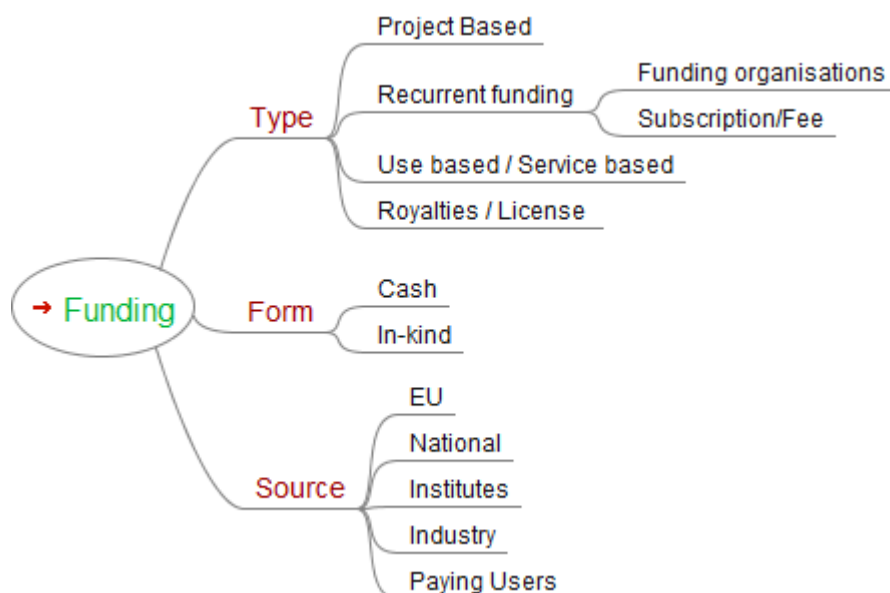 Project Based
Funding organisations
Recurrent funding
Subscription/Fee
Type
Use based / Service based
Royalties / License
Funding
Form
Cash
In-kind
EU
National
Source
Institutes
Industry
Paying Users